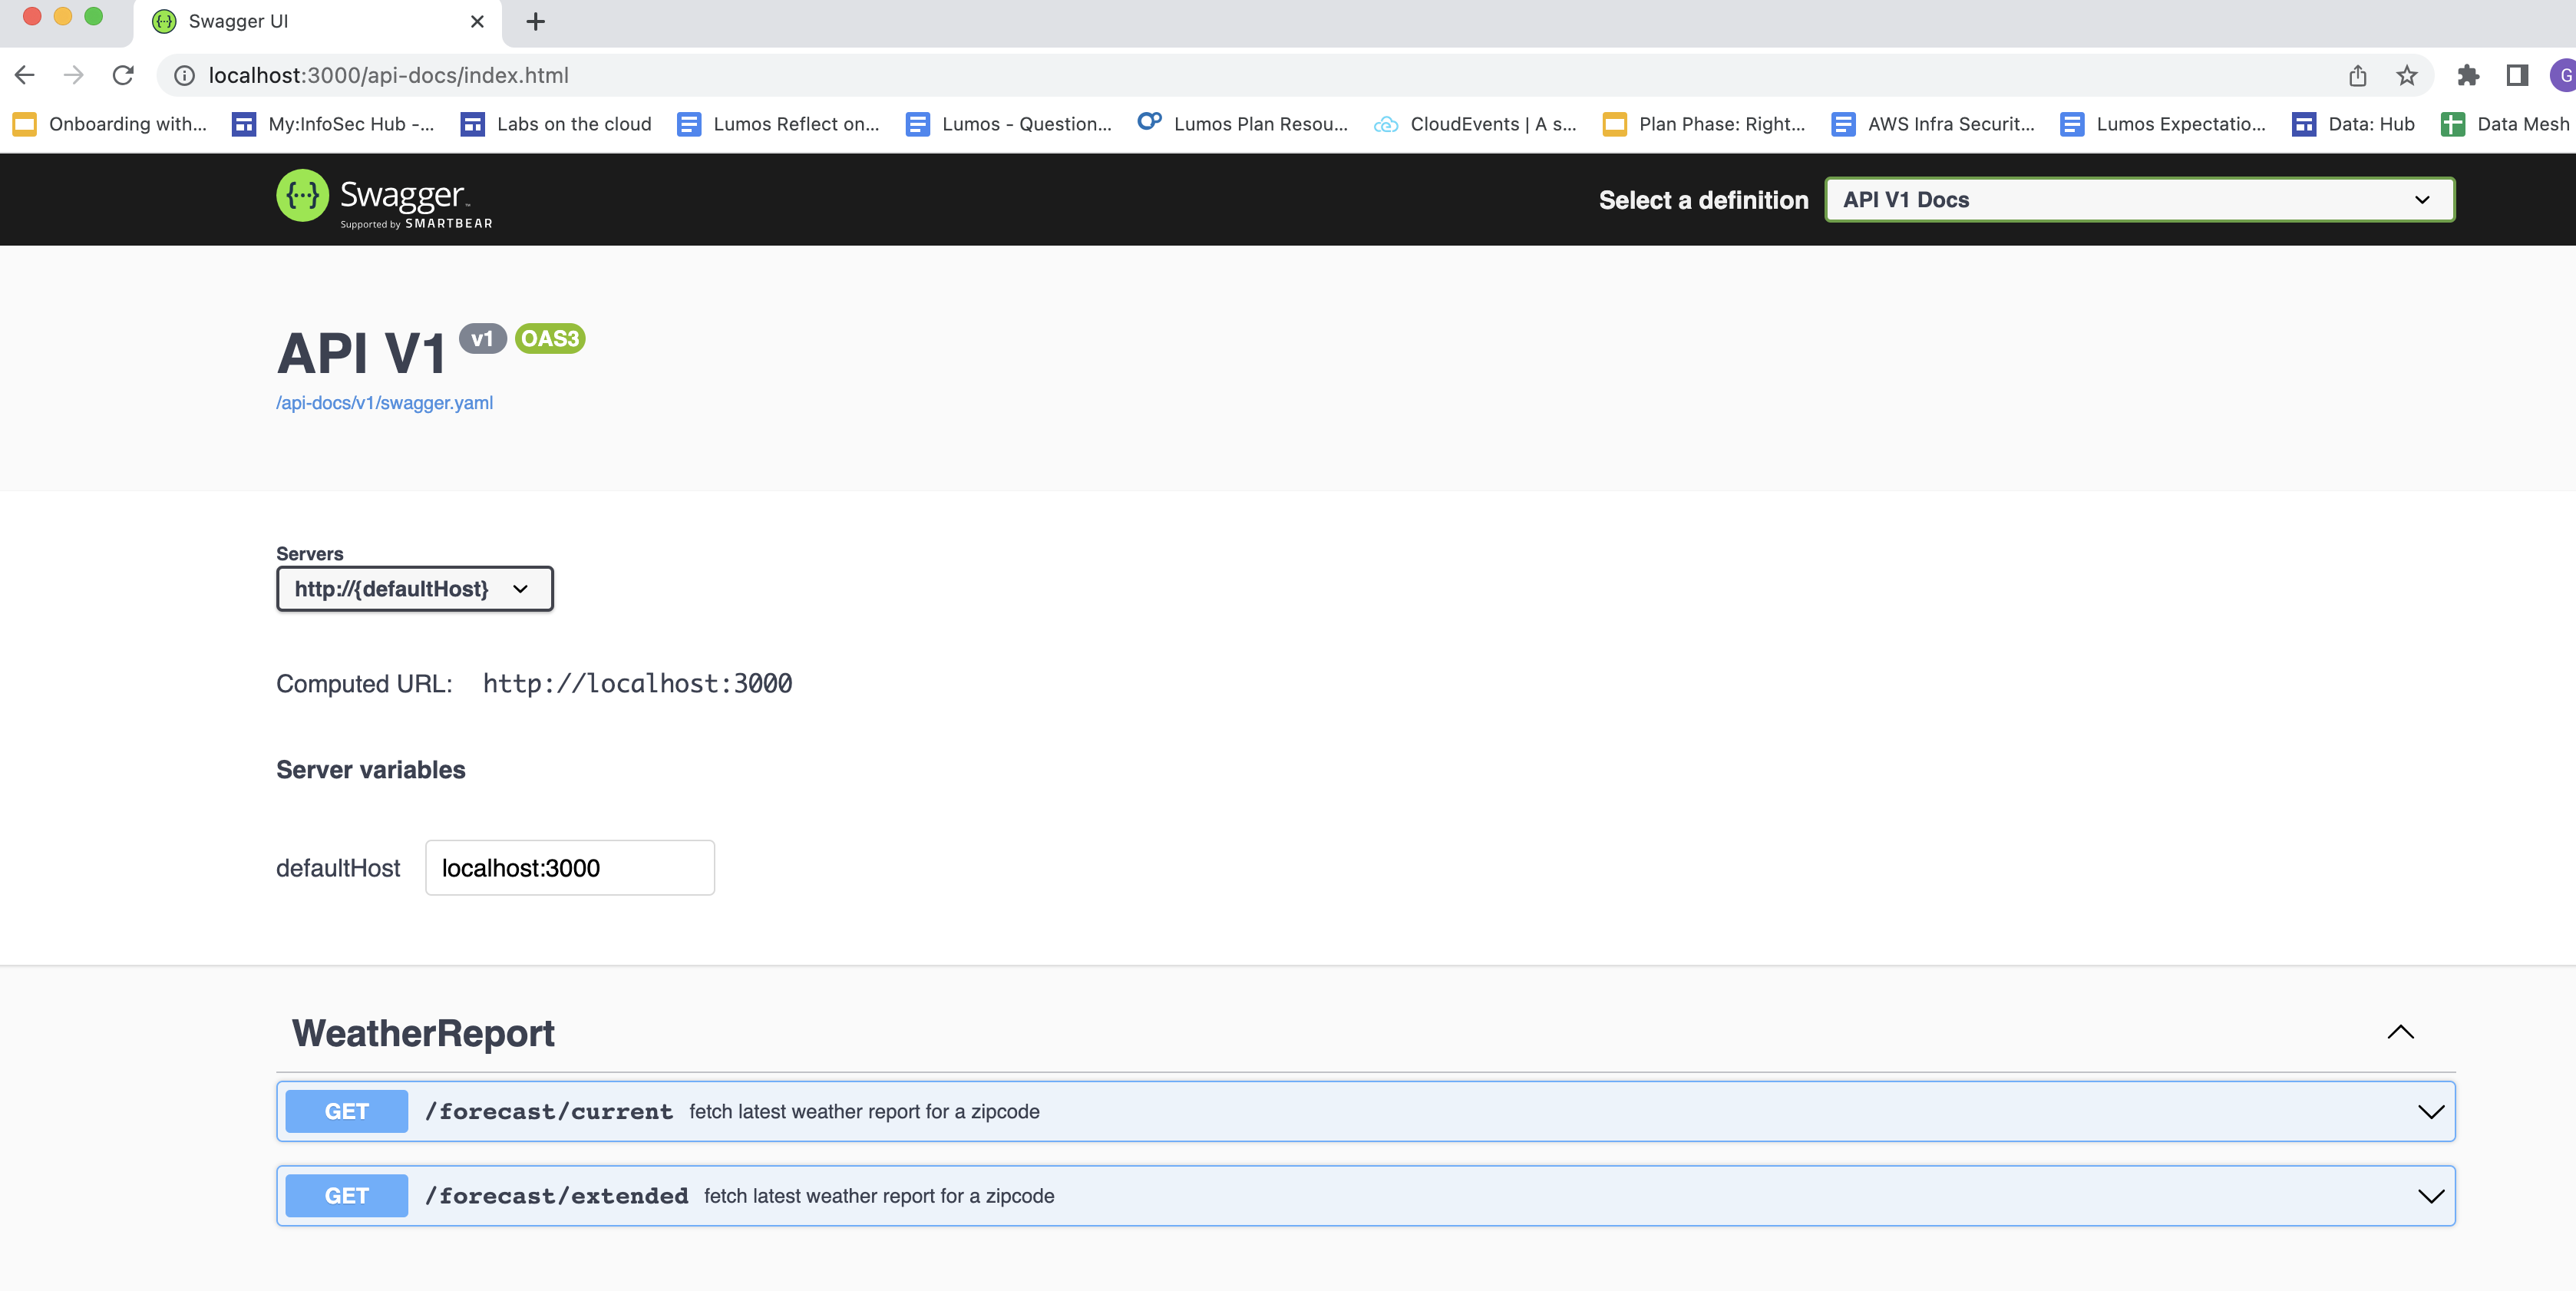 Swagger UI
localhost:3000/api-docs/index.html
G
Onboarding with... My:InfoSec Hub -... Labs on the cloud Lumos Reflect on... Lumos - Question... Lumos Plan Resou... CloudEvents | A s... Plan Phase: Right... AWS Infra Securit... Lumos Expectatio... Data: Hub Data Mesh
{···} Swagger™
Supported by SMARTBEAR
Select a definition API V1 Docs
API V1 v1 OAS3
/api-docs/v1/swagger.yaml
Servers
http://{defaultHost}
Computed URL: http://localhost:3000
Server variables
defaultHost localhost:3000
WeatherReport
GET /forecast/current fetch latest weather report for a zipcode
GET /forecast/extended fetch latest weather report for a zipcode